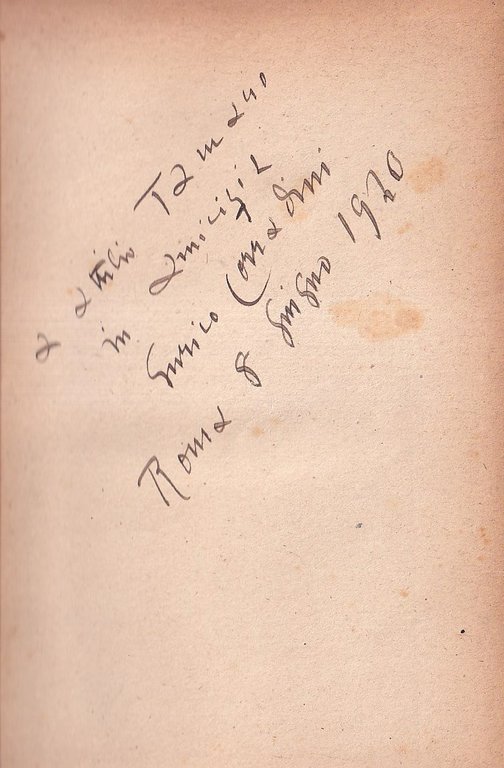 a Attilio Tamaro
in amicizia
Enrico Corradini
Roma 8 giugno 1920